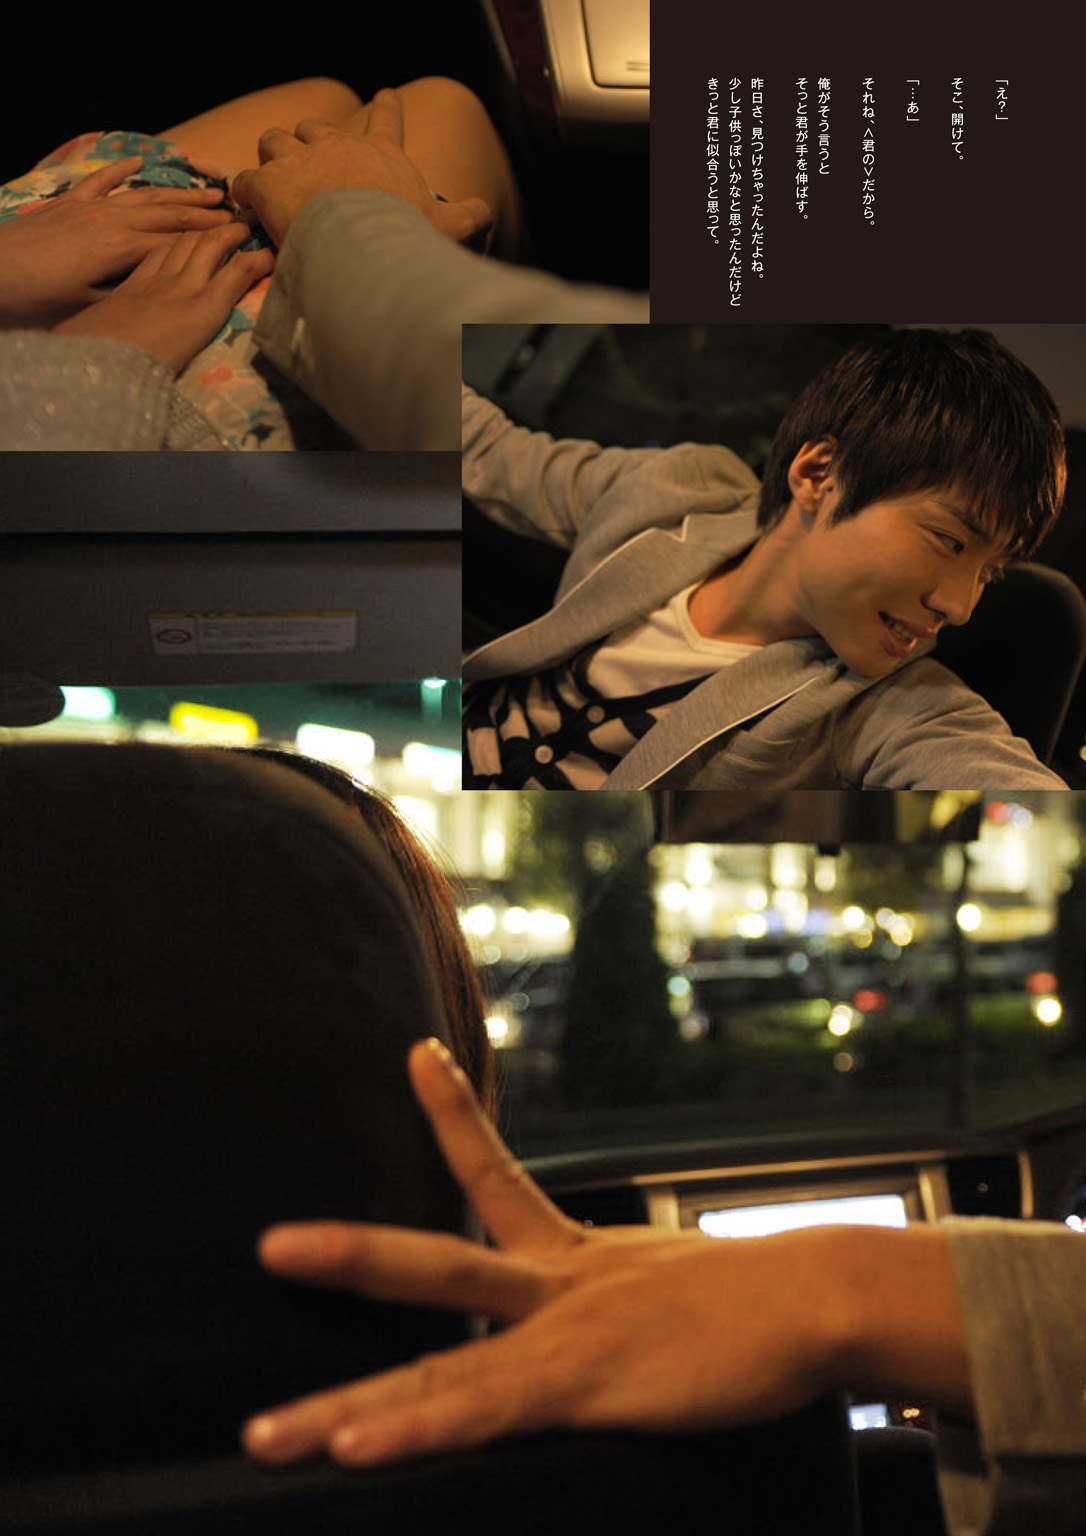 「え?」
そこ、開けて。
「…あ」
それね、<君の>だから。
俺がそう言うと
そっと君が手を伸ばす。
昨日さ、見つけちゃったんだよね。
少し子供っぽいかなと思ったんだけど
きっと君に似合うと思って。